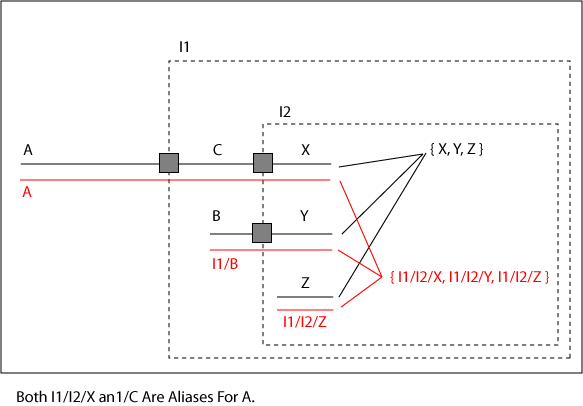 I1
I2
A C X { X, Y, Z }
A
B Y
I1/B { I1/I2/X, I1/I2/Y, I1/I2/Z }
Z
I1/I2/Z
Both I1/I2/X an1/C Are Aliases For A.